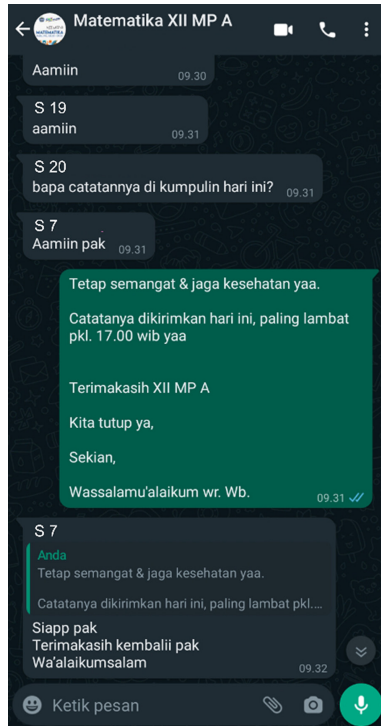 Matematika XII MP A
Aamiin
09.30
S 19
aamiin
09.31
S 20
bapa catatannya di kumpulin hari ini?
09.31
S 7
Aamiin pak
09.31
Tetap semangat & jaga kesehatan yaa.
Catatanya dikirimkan hari ini, paling lambat
pkl. 17.00 wib yaa
Terimakasih XII MP A
Kita tutup ya,
Sekian,
Wassalamu'alaikum wr. Wb.
09.31
S 7
Anda
Tetap semangat & jaga kesehatan yaa.
Catatanya dikirimkan hari ini, paling lambat pkl....
Siapp pak
Terimakasih kembalii pak
Wa'alaikumsalam
09.32
Ketik pesan